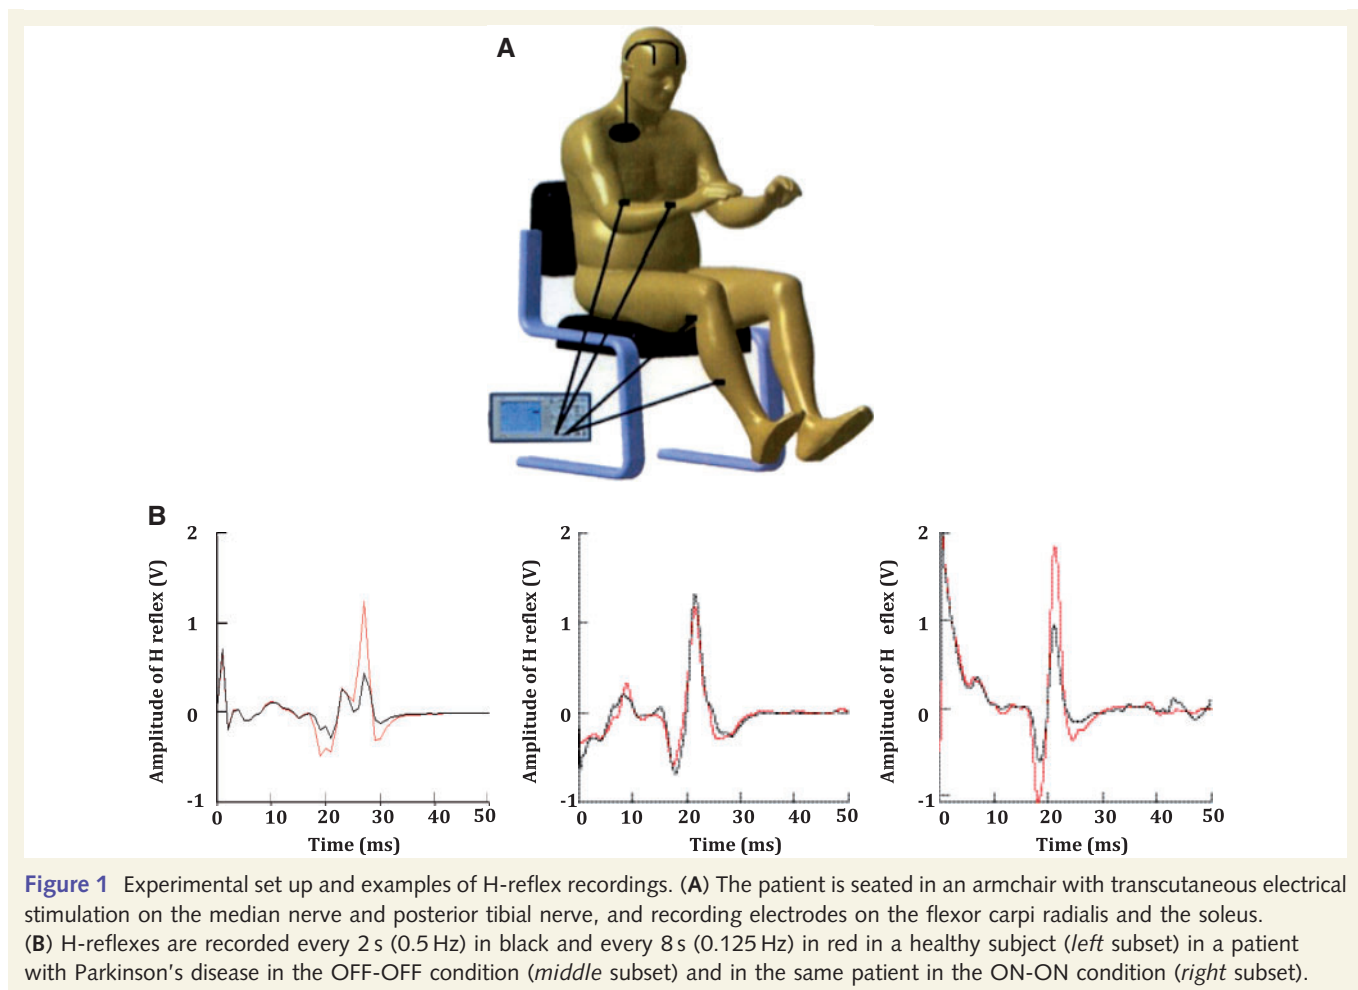 A
B
2
1
0
-1
Amplitude of H reflex (V)
0 10 20 30 40 50
Time (ms)
2
1
0
-1
Amplitude of H reflex (V)
0 10 20 30 40 50
Time (ms)
2
1
0
-1
Amplitude of H eflex (V)
0 10 20 30 40 50
Time (ms)
Figure 1 Experimental set up and examples of H-reflex recordings. (A) The patient is seated in an armchair with transcutaneous electrical
stimulation on the median nerve and posterior tibial nerve, and recording electrodes on the flexor carpi radialis and the soleus.
(B) H-reflexes are recorded every 2 s (0.5 Hz) in black and every 8 s (0.125 Hz) in red in a healthy subject (left subset) in a patient
with Parkinson's disease in the OFF-OFF condition (middle subset) and in the same patient in the ON-ON condition (right subset).